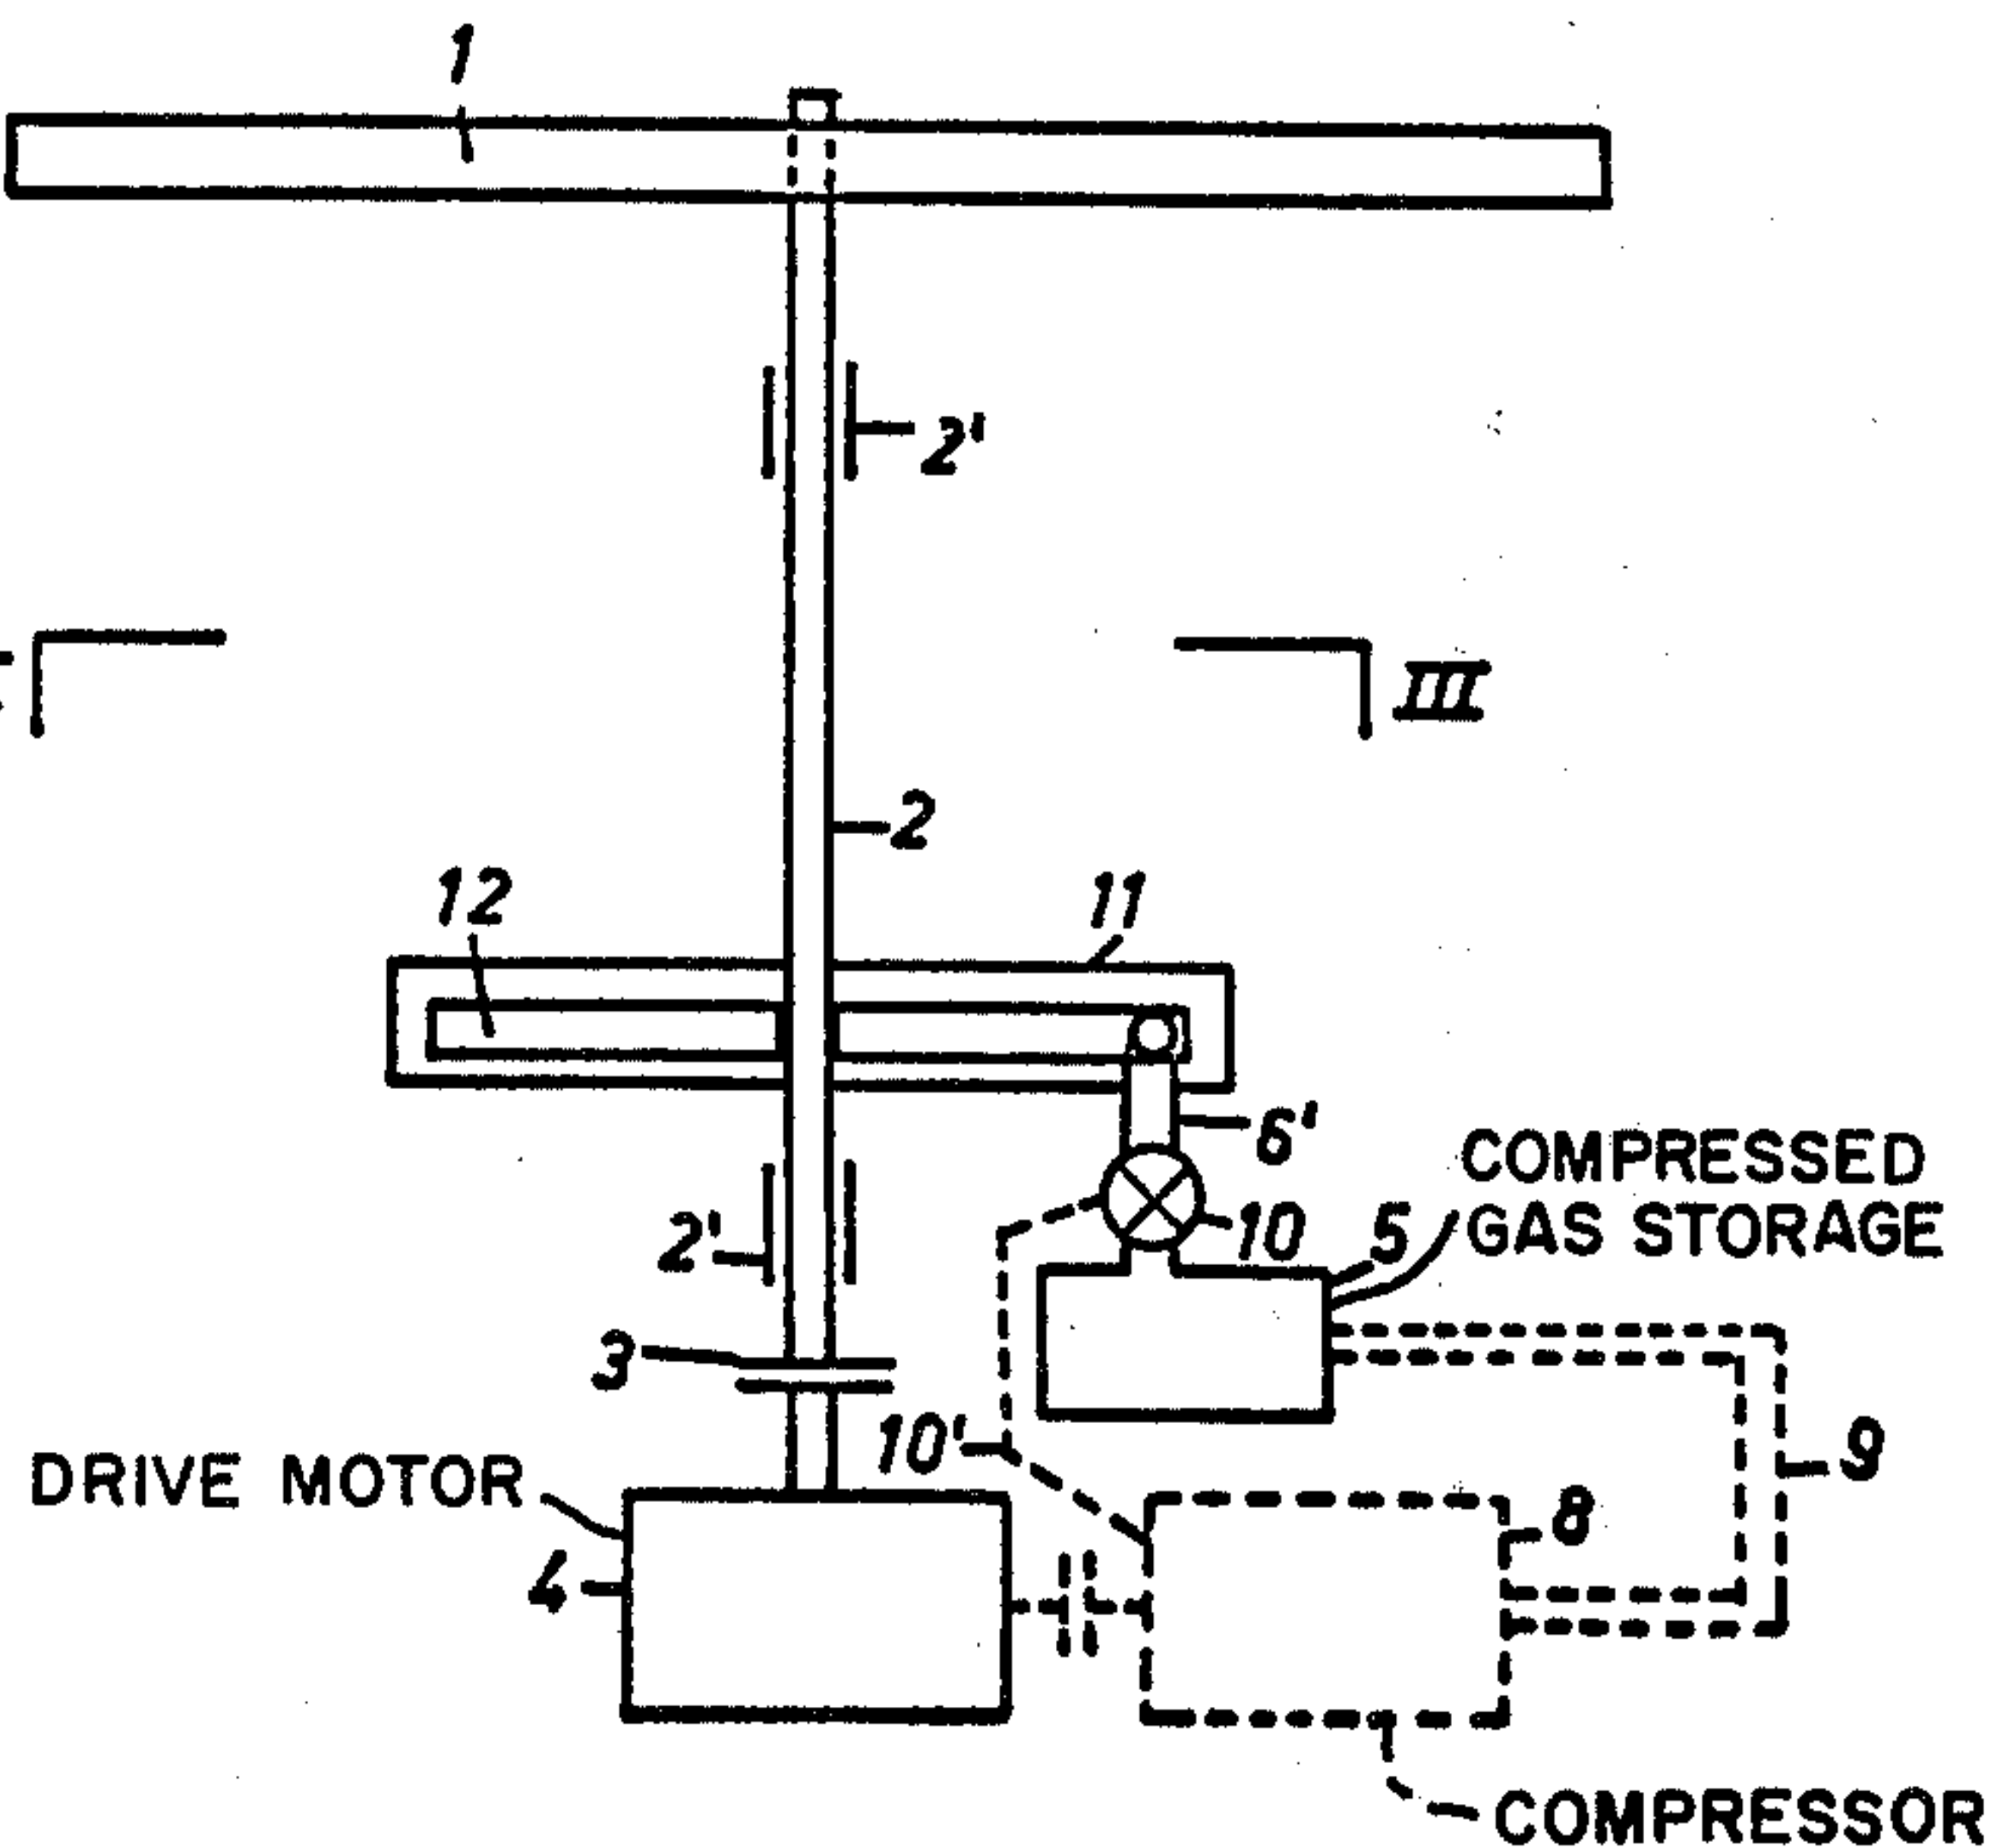 1
2'
III
2
12
11
6'
COMPRESSED
GAS STORAGE
10
5
2'
3
10'
9
DRIVE MOTOR
8
4
COMPRESSOR